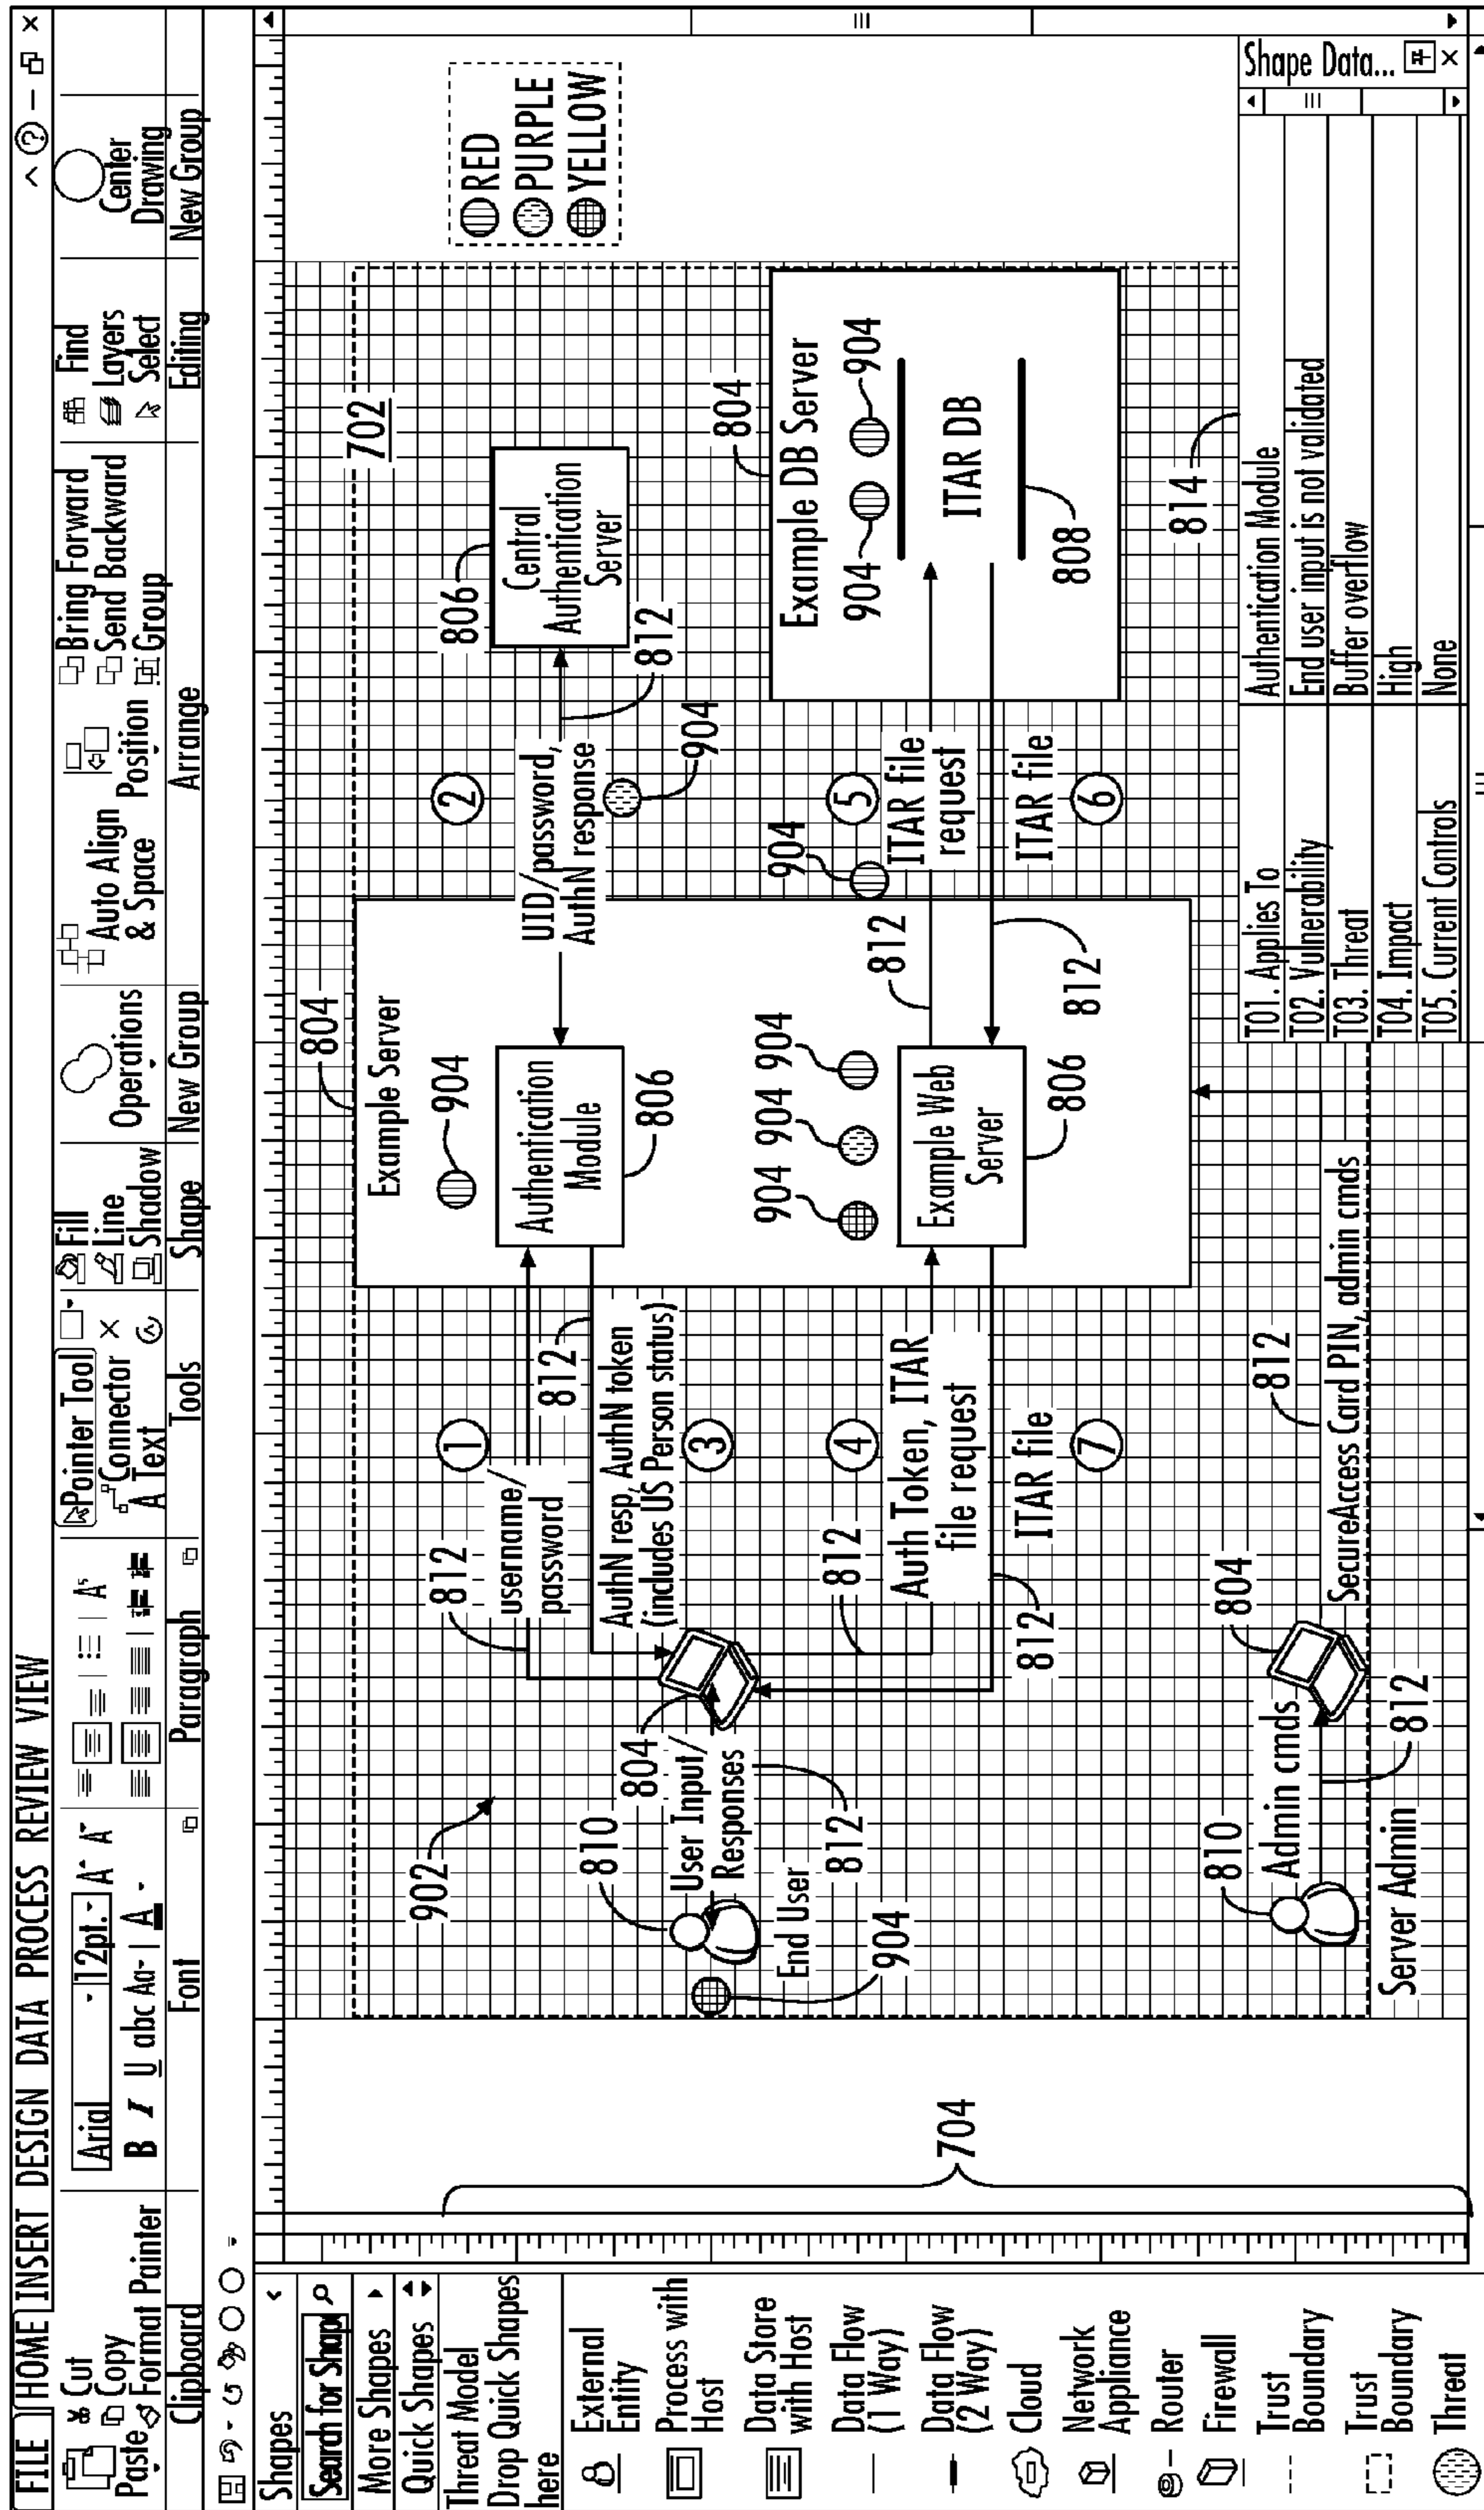 FILE HOME INSERT DESIGN DATA PROCESS REVIEW VIEW
Cut
Copy
Paste Format Painter
Clipboard
Arial 12pt. A A
B I U abc Aa A
Font
Paragraph
Pointer Tool
Connector
A Text
Tools
Fill
Line
Shadow
Shape
Operations
New Group
Auto Align
& Space
Position
Bring Forward
Send Backward
Group
Arrange
Find
Layers
Select
Editing
Center
Drawing
New Group
Shapes
Search for Shap
More Shapes
Quick Shapes
Threat Model
Drop Quick Shapes
here
External
Entity
Process with
Host
Data Store
with Host
Data Flow
(1 Way)
Data Flow
(2 Way)
Cloud
Network
Appliance
Router
Firewall
Trust
Boundary
Trust
Boundary
Threat
704
702
902
RED
PURPLE
YELLOW
804
Example Server
904
Authentication
Module
806
806
Central
Authentication
Server
812
2
UID/password,
AuthN response
904
812
username/
password
1
812
AuthN resp, AuthN token
(includes US Person status)
3
810
804
User Input/
Responses
End User
812
904
812
4
Auth Token, ITAR
file request
ITAR file
7
812
904 904 904
Example Web
Server
806
904
5
812
ITAR file
request
ITAR file
6
812
804
Example DB Server
904
904
ITAR DB
808
810
Admin cmds
Server Admin
812
804
812
SecureAccess Card PIN, admin cmds
814
Shape Data...
T01. Applies To Authentication Module
T02. Vulnerability End user input is not validated
T03. Threat Buffer overflow
T04. Impact High
T05. Current Controls None